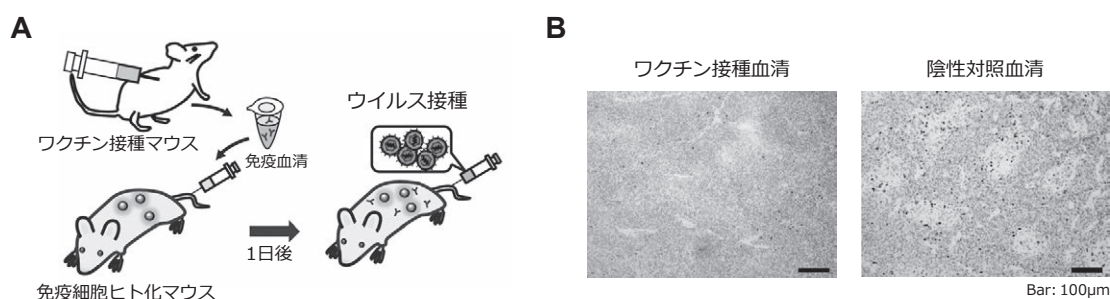 A
ワクチン接種マウス
免疫血清
ウイルス接種
1日後
免疫細胞ヒト化マウス
B
ワクチン接種血清
陰性対照血清
Bar: 100μm